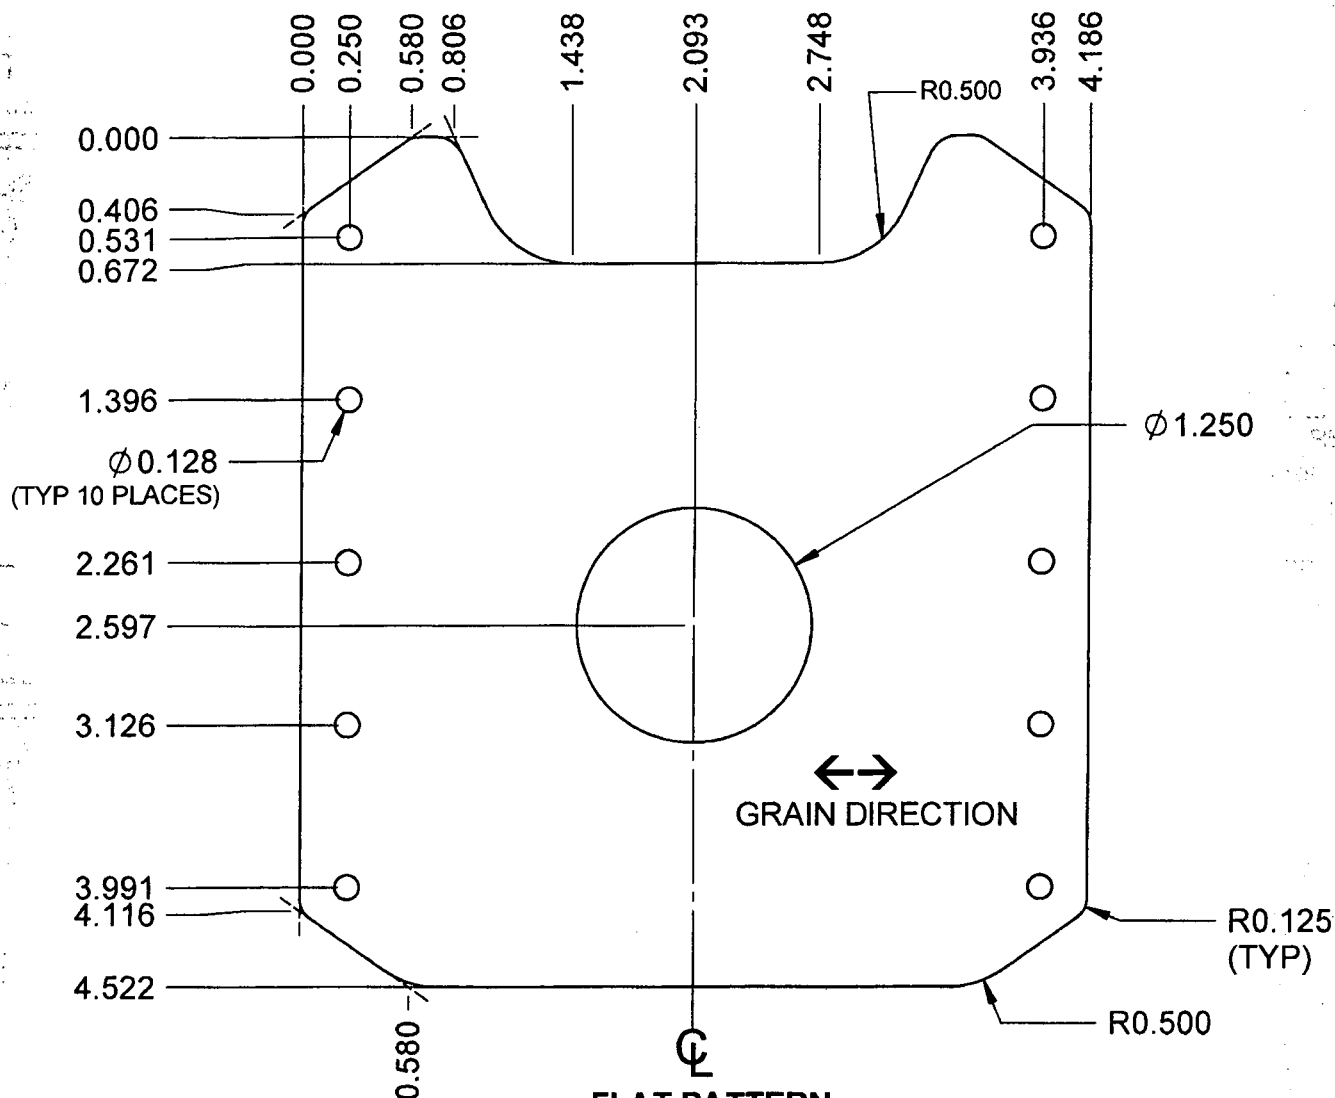 0.000
0.250
0.580
0.806
1.438
2.093
2.748
R0.500
3.936
4.186
0.000
0.406
0.531
0.672
1.396
Ø1.250
Ø0.128
(TYP 10 PLACES)
2.261
2.597
3.126
GRAIN DIRECTION
3.991
4.116
R0.125
(TYP)
4.522
R0.500
0.580
℄
FLAT PATTERN